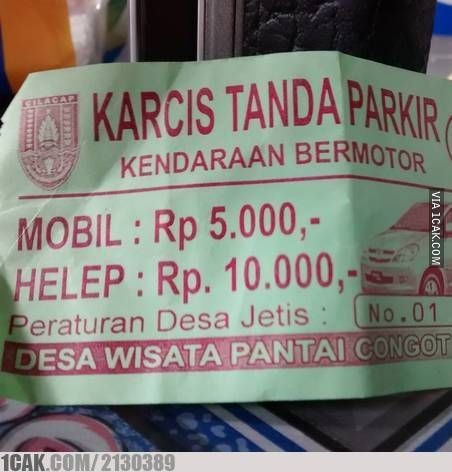 CILACAP
KARCIS TANDA PARKIR
KENDARAAN BERMOTOR
MOBIL : Rp 5.000,-
HELEP : Rp. 10.000,-
Peraturan Desa Jetis : No.01
DESA WISATA PANTAI CONGOT
VIA 1CAK.COM
1CAK.COM/2130389